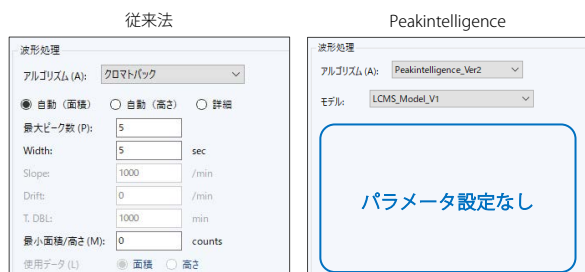 従来法
波形処理
アルゴリズム (A): クロマトパック
自動（面積） 自動（高さ） 詳細
最大ピーク数 (P): 5
Width: 5 sec
Slope: 1000 /min
Drift: 0 /min
T. DBL: 1000 min
最小面積/高さ (M): 0 counts
使用データ (L) 面積 高さ
Peakintelligence
波形処理
アルゴリズム (A): Peakintelligence_Ver2
モデル: LCMS_Model_V1
パラメータ設定なし